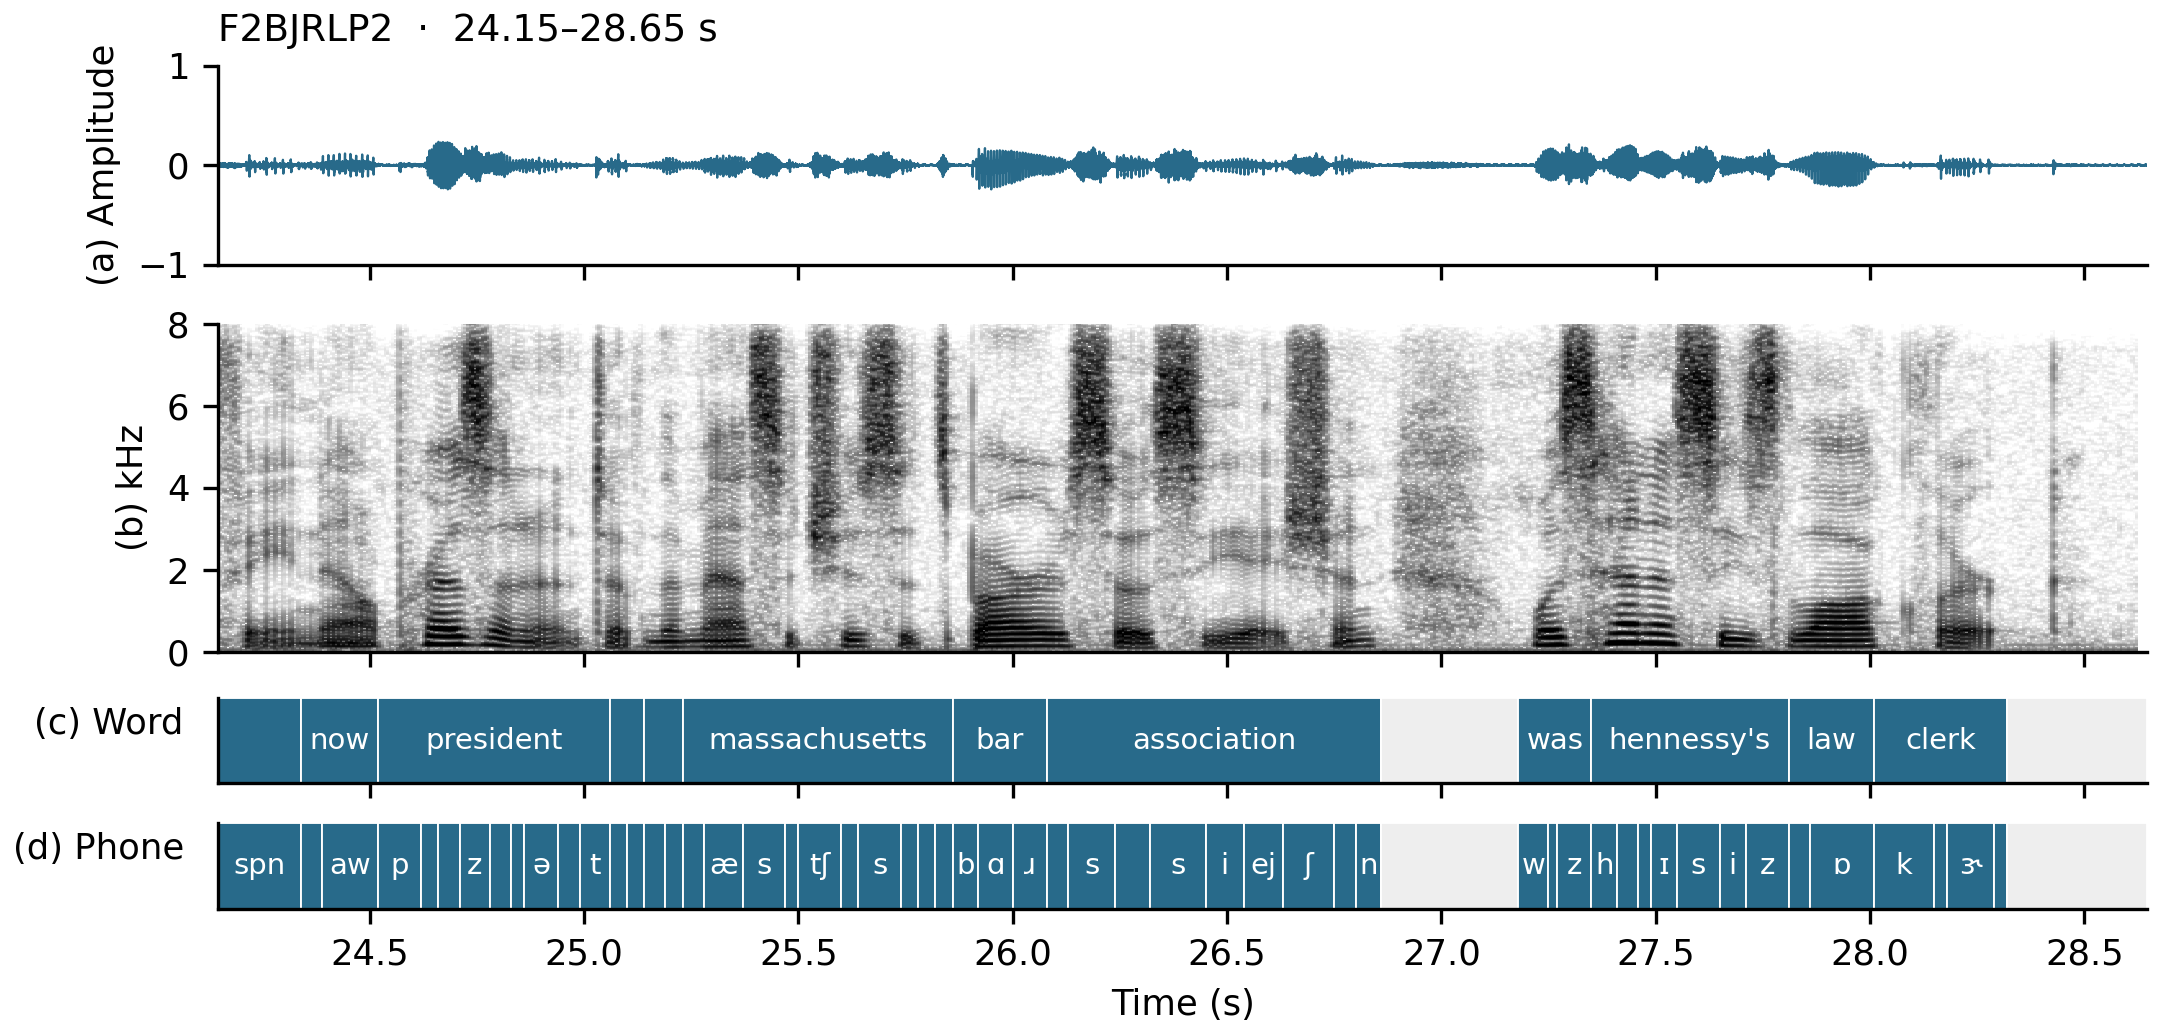 F2BJRLP2 · 24.15–28.65 s
(a) Amplitude
1
0
−1
(b) kHz
8
6
4
2
0
(c) Word
now president massachusetts bar association was hennessy's law clerk
(d) Phone
spn aw p z ə t æ s tʃ s b ɑ ɹ s s i ej ʃ n w z h ɪ s i z ɒ k ɝ
24.5 25.0 25.5 26.0 26.5 27.0 27.5 28.0 28.5
Time (s)